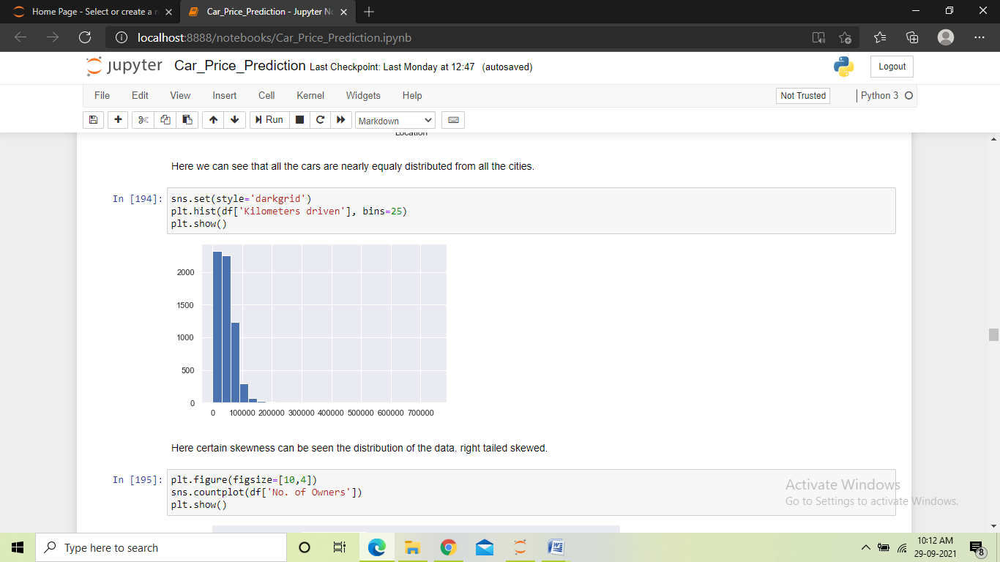 Home Page - Select or create a n
Car_Price_Prediction - Jupyter No
localhost:8888/notebooks/Car_Price_Prediction.ipynb
jupyter Car_Price_Prediction Last Checkpoint: Last Monday at 12:47 (autosaved)
Logout
File Edit View Insert Cell Kernel Widgets Help
Not Trusted Python 3
Run Markdown
Location
Here we can see that all the cars are nearly equaly distributed from all the cities.
In [194]: sns.set(style='darkgrid')
plt.hist(df['Kilometers driven'], bins=25)
plt.show()
2000
1500
1000
500
0
0 100000 200000 300000 400000 500000 600000 700000
Here certain skewness can be seen the distribution of the data. right tailed skewed.
In [195]: plt.figure(figsize=[10,4])
sns.countplot(df['No. of Owners'])
plt.show()
Activate Windows
Go to Settings to activate Windows.
Type here to search
10:12 AM
29-09-2021
8